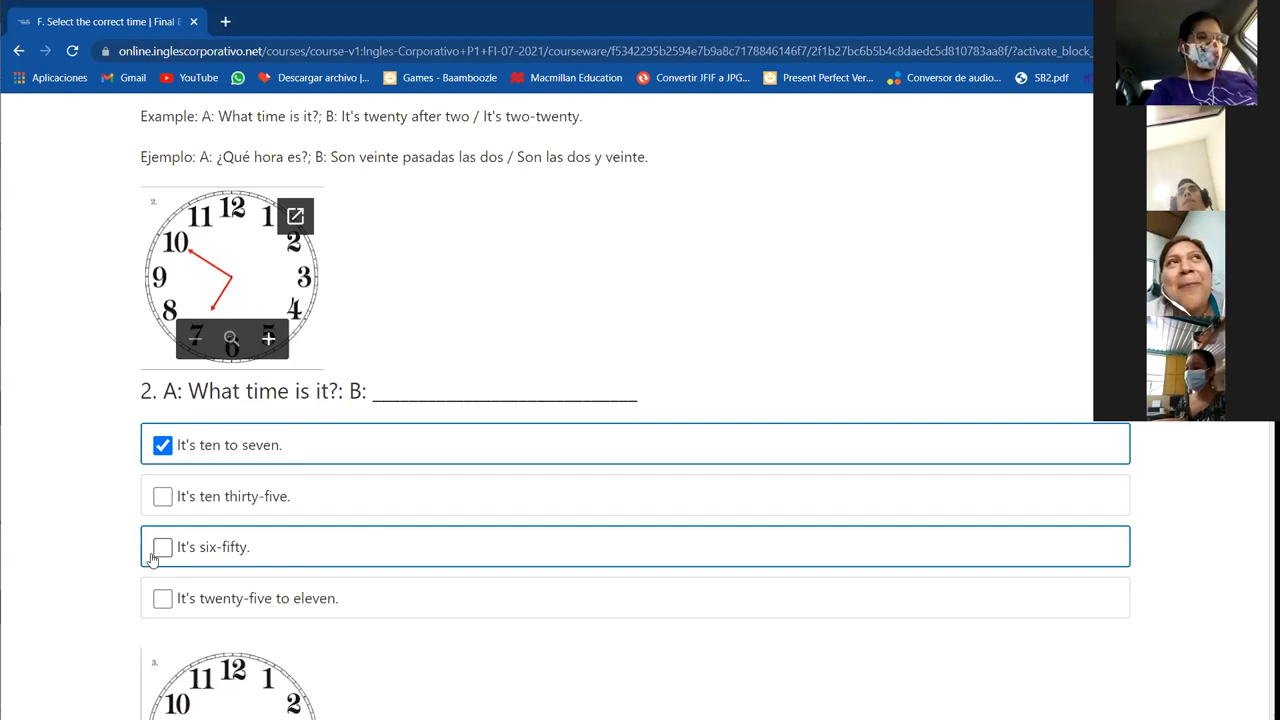 F. Select the correct time | Final E
online.inglescorporativo.net/courses/course-v1:Ingles-Corporativo+P1+FI-07-2021/courseware/f5342295b2594e7b9a8c7178846146f7/2f1b27bc6b5b4c8daedc5d810783aa8f/?activate_block_
Aplicaciones Gmail YouTube Descargar archivo |... Games - Baamboozle Macmillan Education Convertir JFIF a JPG... Present Perfect Ver... Conversor de audio... SB2.pdf
Example: A: What time is it?; B: It's twenty after two / It's two-twenty.
Ejemplo: A: ¿Qué hora es?; B: Son veinte pasadas las dos / Son las dos y veinte.
2.
11 12 1
10 2
9 3
8 4
7 6 5
2. A: What time is it?: B: ____________________________
It's ten to seven.
It's ten thirty-five.
It's six-fifty.
It's twenty-five to eleven.
3.
11 12 1
10 2